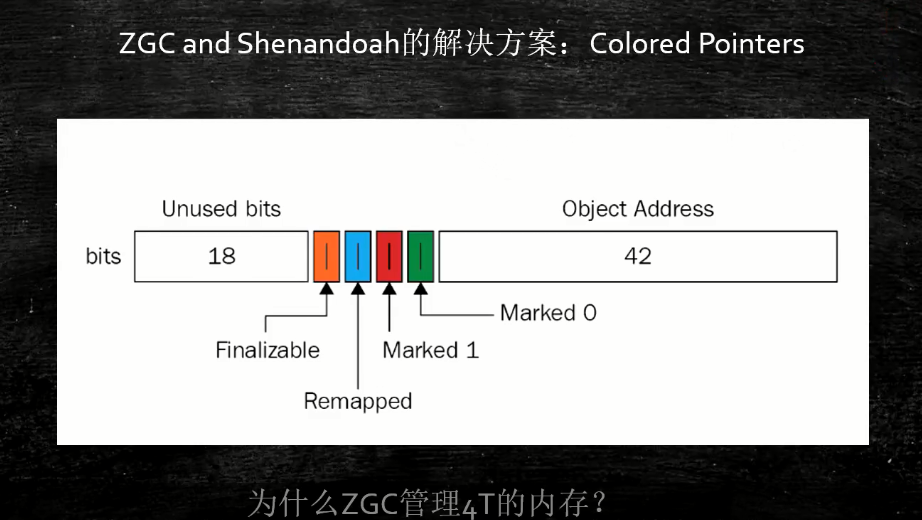 ZGC and Shenandoah的解决方案：Colored Pointers
Unused bits
Object Address
bits
18
42
Marked 0
Finalizable
Marked 1
Remapped
为什么ZGC管理4T的内存？